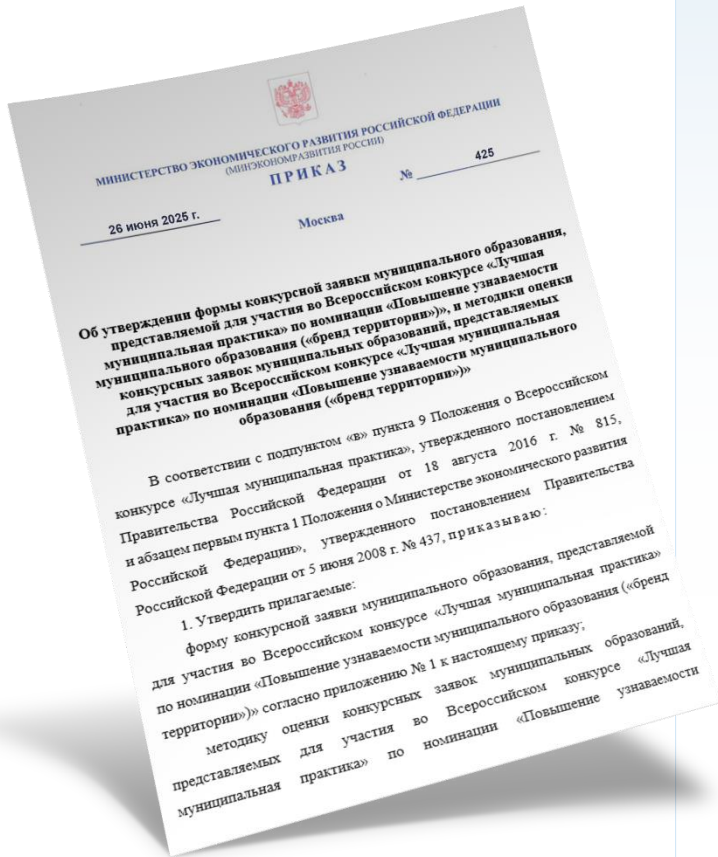 МИНИСТЕРСТВО ЭКОНОМИЧЕСКОГО РАЗВИТИЯ РОССИЙСКОЙ ФЕДЕРАЦИИ
(МИНЭКОНОМРАЗВИТИЯ РОССИИ)
ПРИКАЗ
26 июня 2025 г.
№ 425
Москва
Об утверждении формы конкурсной заявки муниципального образования,
представляемой для участия во Всероссийском конкурсе «Лучшая
муниципальная практика» по номинации «Повышение узнаваемости
муниципального образования («бренд территории»)», и методики оценки
конкурсных заявок муниципальных образований, представляемых
для участия во Всероссийском конкурсе «Лучшая муниципальная
практика» по номинации «Повышение узнаваемости муниципального
образования («бренд территории»)»
В соответствии с подпунктом «в» пункта 9 Положения о Всероссийском
конкурсе «Лучшая муниципальная практика», утвержденного постановлением
Правительства Российской Федерации от 18 августа 2016 г. № 815,
и абзацем первым пункта 1 Положения о Министерстве экономического развития
Российской Федерации», утвержденного постановлением Правительства
Российской Федерации от 5 июня 2008 г. № 437, приказываю:
1. Утвердить прилагаемые:
форму конкурсной заявки муниципального образования, представляемой
для участия во Всероссийском конкурсе «Лучшая муниципальная практика»
по номинации «Повышение узнаваемости муниципального образования («бренд
территории»)» согласно приложению № 1 к настоящему приказу;
методику оценки конкурсных заявок муниципальных образований,
представляемых для участия во Всероссийском конкурсе «Лучшая
муниципальная практика» по номинации «Повышение узнаваемости